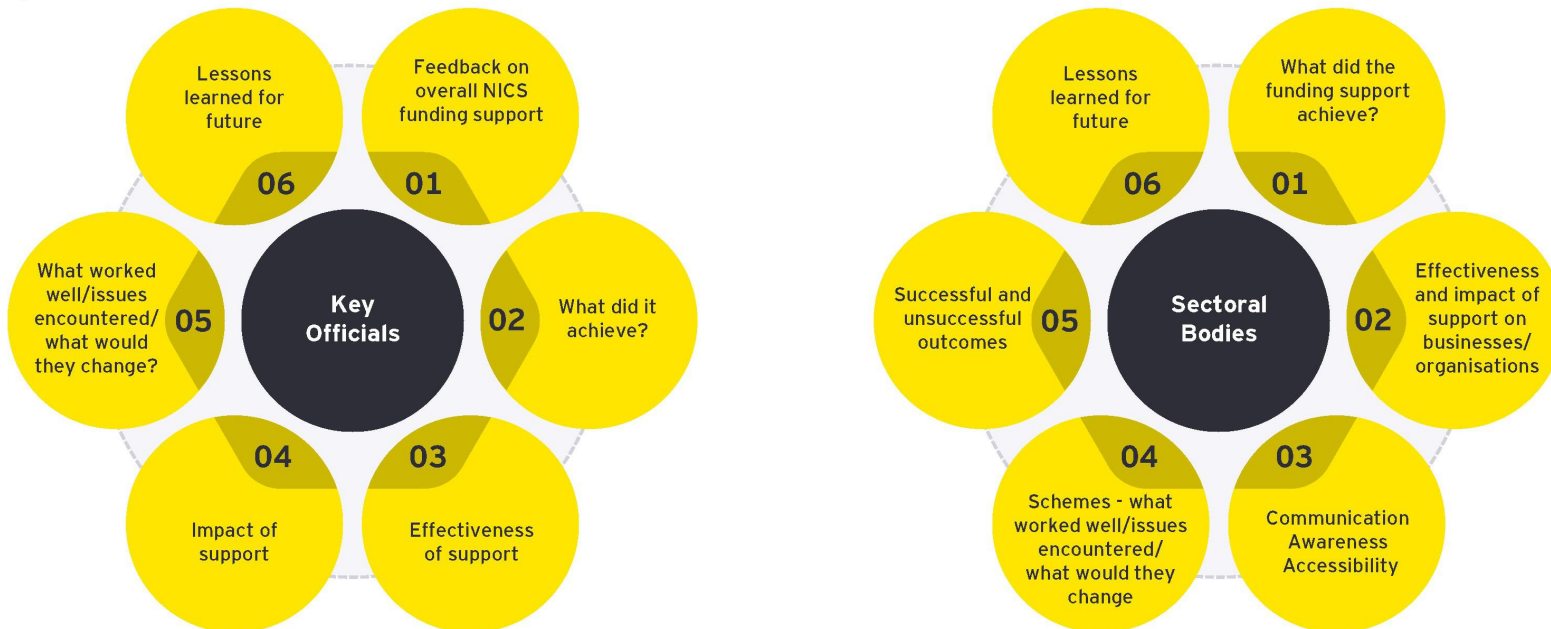 Key
Officials
Feedback on
overall NICS
funding support
01
What did it
achieve?
02
Effectiveness
of support
03
Impact of
support
04
What worked
well/issues
encountered/
what would
they change?
05
Lessons
learned for
future
06
Sectoral
Bodies
What did the
funding support
achieve?
01
Effectiveness
and impact of
support on
businesses/
organisations
02
Communication
Awareness
Accessibility
03
Schemes - what
worked well/issues
encountered/
what would they
change
04
Successful and
unsuccessful
outcomes
05
Lessons
learned for
future
06